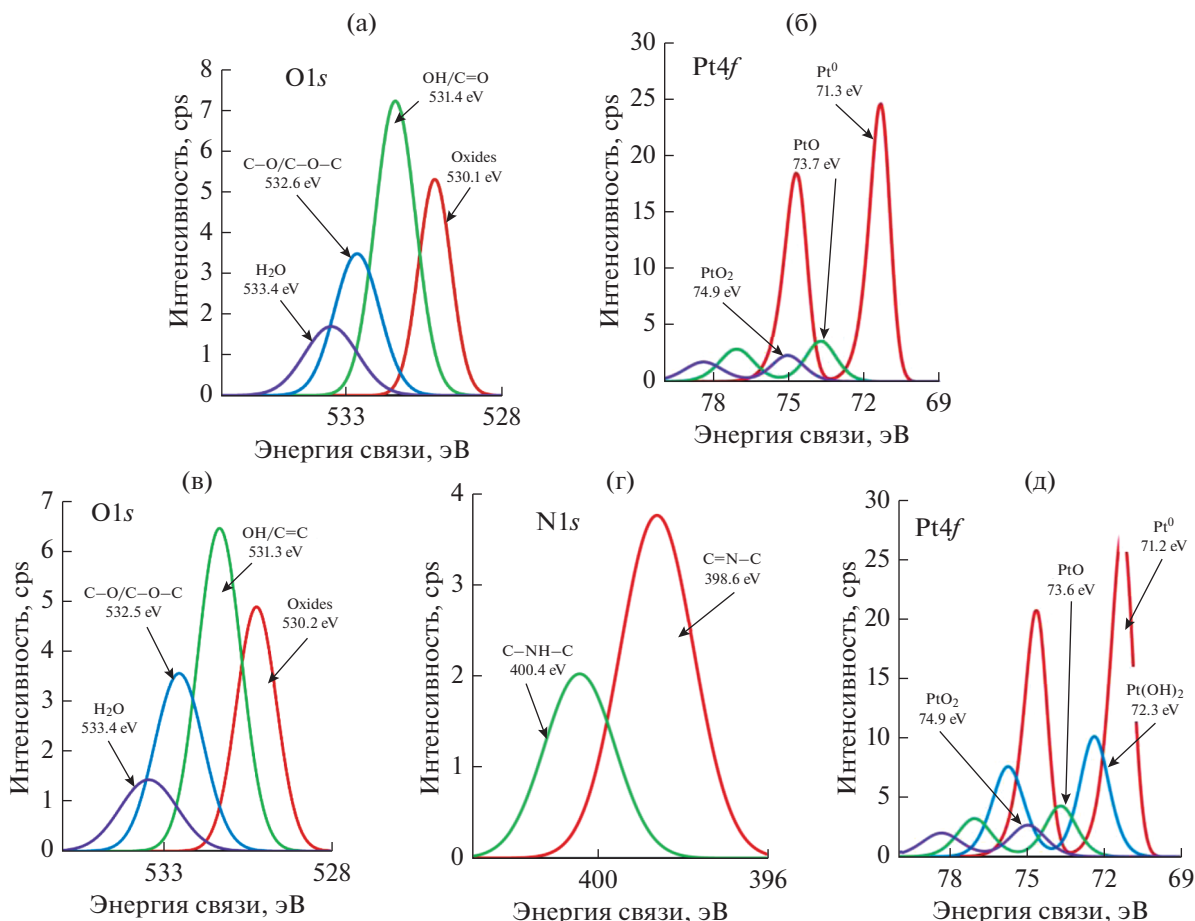 (а)
O1s
8
7
6
5
4
3
2
1
0
OH/C=O
531.4 eV
Oxides
530.1 eV
C–O/C–O–C
532.6 eV
H2O
533.4 eV
533
528
Интенсивность, cps
Энергия связи, эВ
(б)
Pt4f
30
25
20
15
10
5
0
Pt0
71.3 eV
PtO
73.7 eV
PtO2
74.9 eV
78
75
72
69
Интенсивность, cps
Энергия связи, эВ
(в)
O1s
7
6
5
4
3
2
1
0
OH/C=C
531.3 eV
C–O/C–O–C
532.5 eV
Oxides
530.2 eV
H2O
533.4 eV
533
528
Интенсивность, cps
Энергия связи, эВ
(г)
N1s
4
3
2
1
0
C=N–C
398.6 eV
C–NH–C
400.4 eV
400
396
Интенсивность, cps
Энергия связи, эВ
(д)
Pt4f
30
25
20
15
10
5
0
Pt0
71.2 eV
PtO
73.6 eV
PtO2
74.9 eV
Pt(OH)2
72.3 eV
78
75
72
69
Интенсивность, cps
Энергия связи, эВ